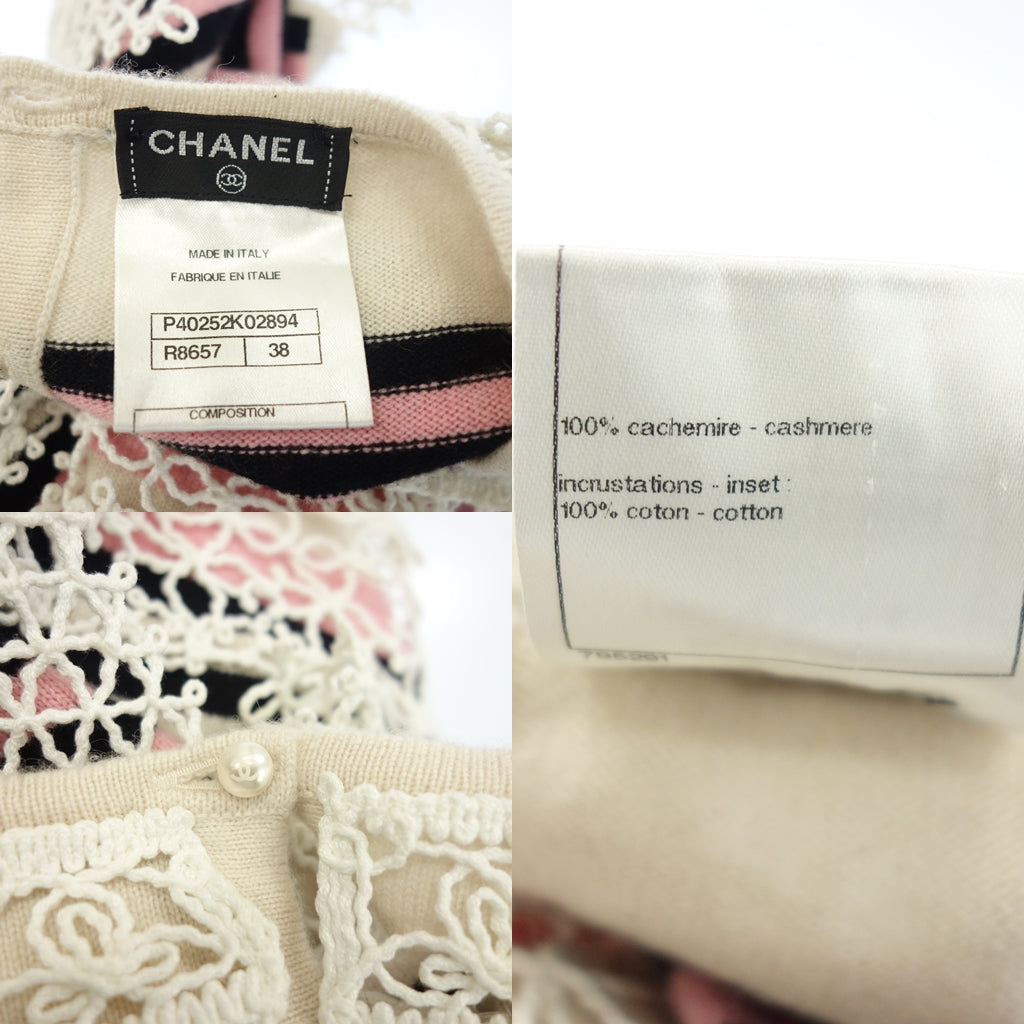 CHANEL
MADE IN ITALY
FABRIQUE EN ITALIE
P40252K02894
R8657 38
COMPOSITION
100% cachemire - cashmere
incrustations - inset :
100% coton - cotton